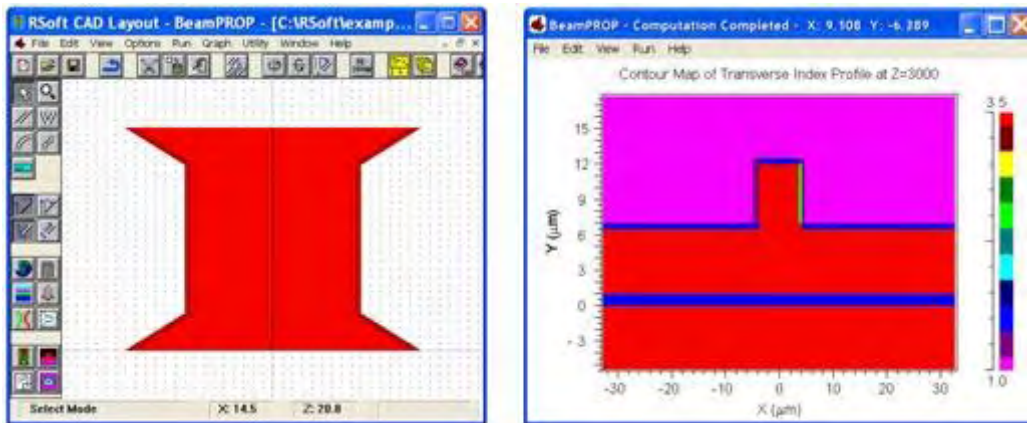 RSoft CAD Layout - BeamPROP - [C:\RSoft\examp...
File Edit View Options Run Graph Utility Window Help
Select Mode X: 14.5 Z: 20.8
BeamPROP - Computation Completed - X: 9.108 Y: -6.389
File Edit View Run Help
Contour Map of Transverse Index Profile at Z=3000
3.5
15
12
9
6
3
0
-3
Y (μm)
-30 -20 -10 0 10 20 30
X (μm)
1.0